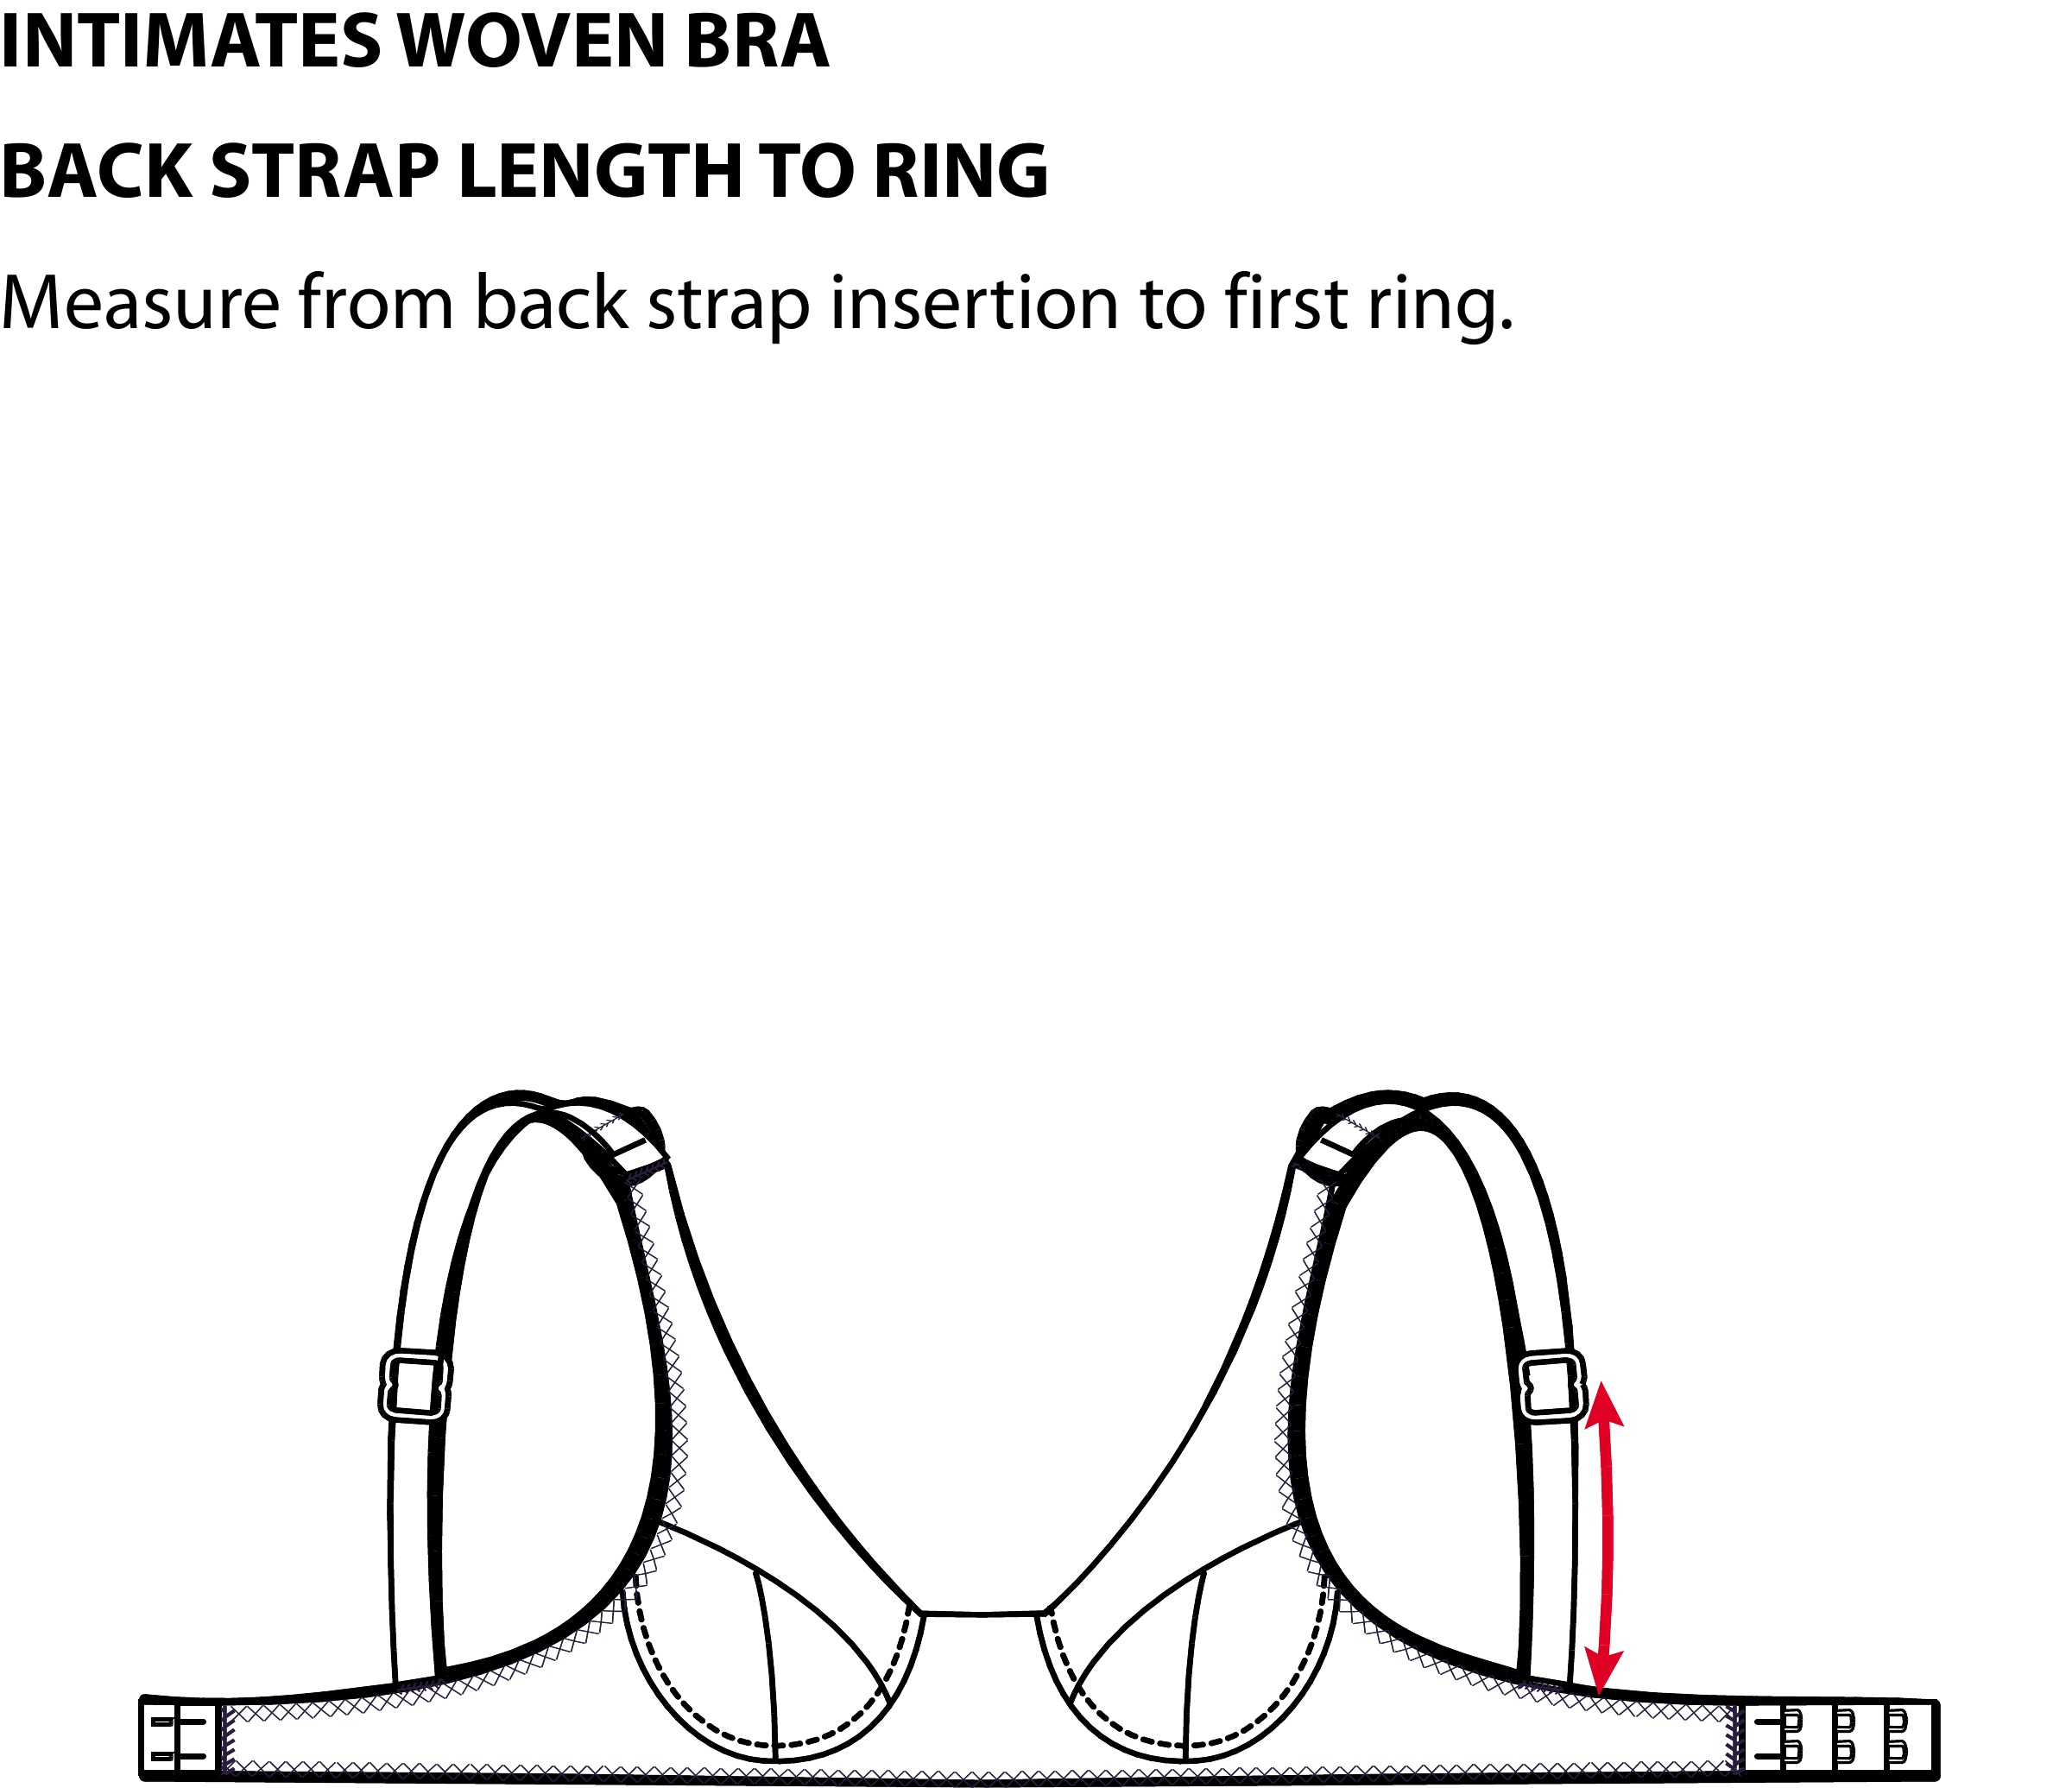 INTIMATES WOVEN BRA
BACK STRAP LENGTH TO RING
Measure from back strap insertion to first ring.